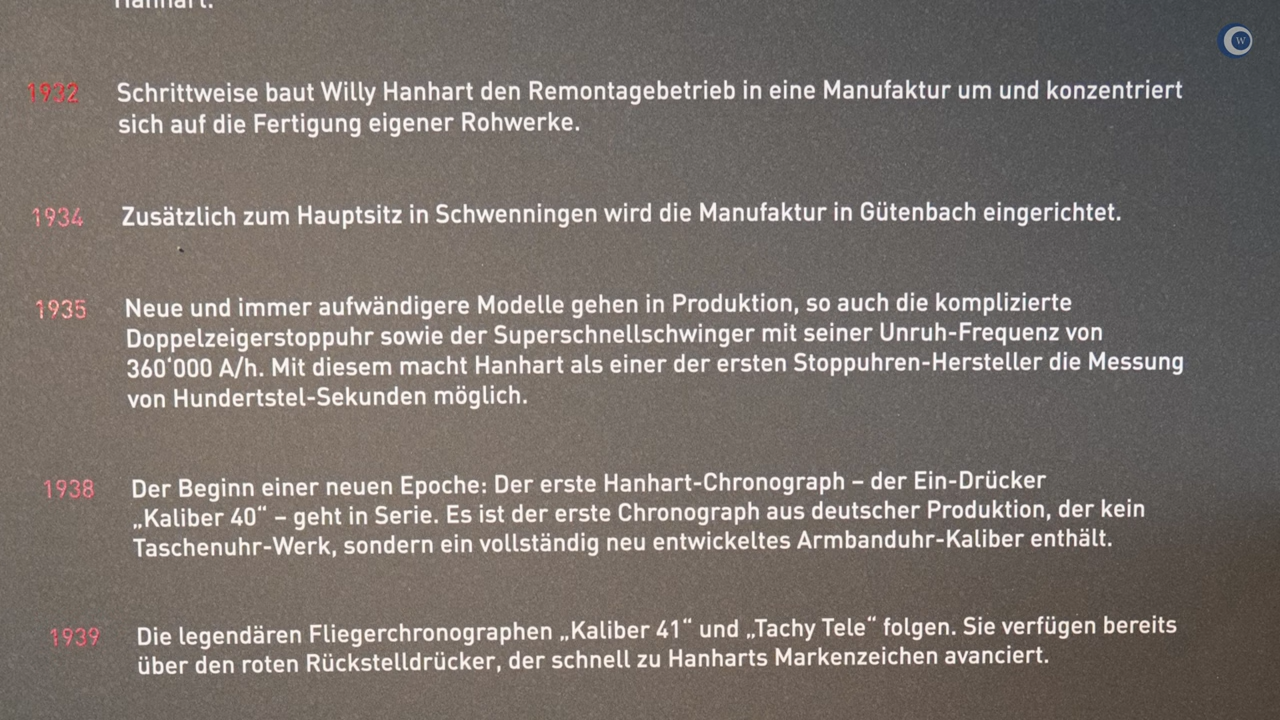 Hanhart.
1932 Schrittweise baut Willy Hanhart den Remontagebetrieb in eine Manufaktur um und konzentriert
sich auf die Fertigung eigener Rohwerke.
1934 Zusätzlich zum Hauptsitz in Schwenningen wird die Manufaktur in Gütenbach eingerichtet.
1935 Neue und immer aufwändigere Modelle gehen in Produktion, so auch die komplizierte
Doppelzeigerstoppuhr sowie der Superschnellschwinger mit seiner Unruh-Frequenz von
360‘000 A/h. Mit diesem macht Hanhart als einer der ersten Stoppuhren-Hersteller die Messung
von Hundertstel-Sekunden möglich.
1938 Der Beginn einer neuen Epoche: Der erste Hanhart-Chronograph – der Ein-Drücker
„Kaliber 40“ – geht in Serie. Es ist der erste Chronograph aus deutscher Produktion, der kein
Taschenuhr-Werk, sondern ein vollständig neu entwickeltes Armbanduhr-Kaliber enthält.
1939 Die legendären Fliegerchronographen „Kaliber 41“ und „Tachy Tele“ folgen. Sie verfügen bereits
über den roten Rückstelldrücker, der schnell zu Hanharts Markenzeichen avanciert.
W